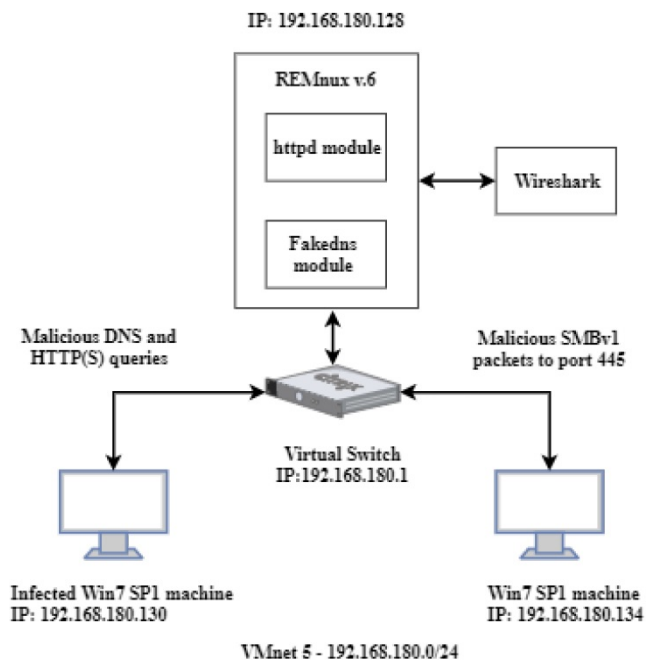 IP: 192.168.180.128
REMnux v.6
httpd module
Wireshark
Fakedns
module
Malicious DNS and
HTTP(S) queries
Malicious SMBv1
packets to port 445
citrix
Virtual Switch
IP:192.168.180.1
Infected Win7 SP1 machine
IP: 192.168.180.130
Win7 SP1 machine
IP: 192.168.180.134
VMnet 5 - 192.168.180.0/24